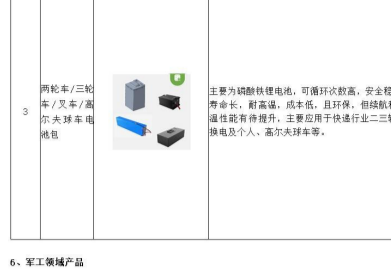 3
两轮车/三轮
车/叉车/高
尔夫球车电
池包
主要为磷酸铁锂电池，可循环次数高，安全稳
寿命长，耐高温，成本低，且环保，但续航和
温性能有待提升，主要应用于快递行业二三轮
换电及个人、高尔夫球车等。
6、军工领域产品